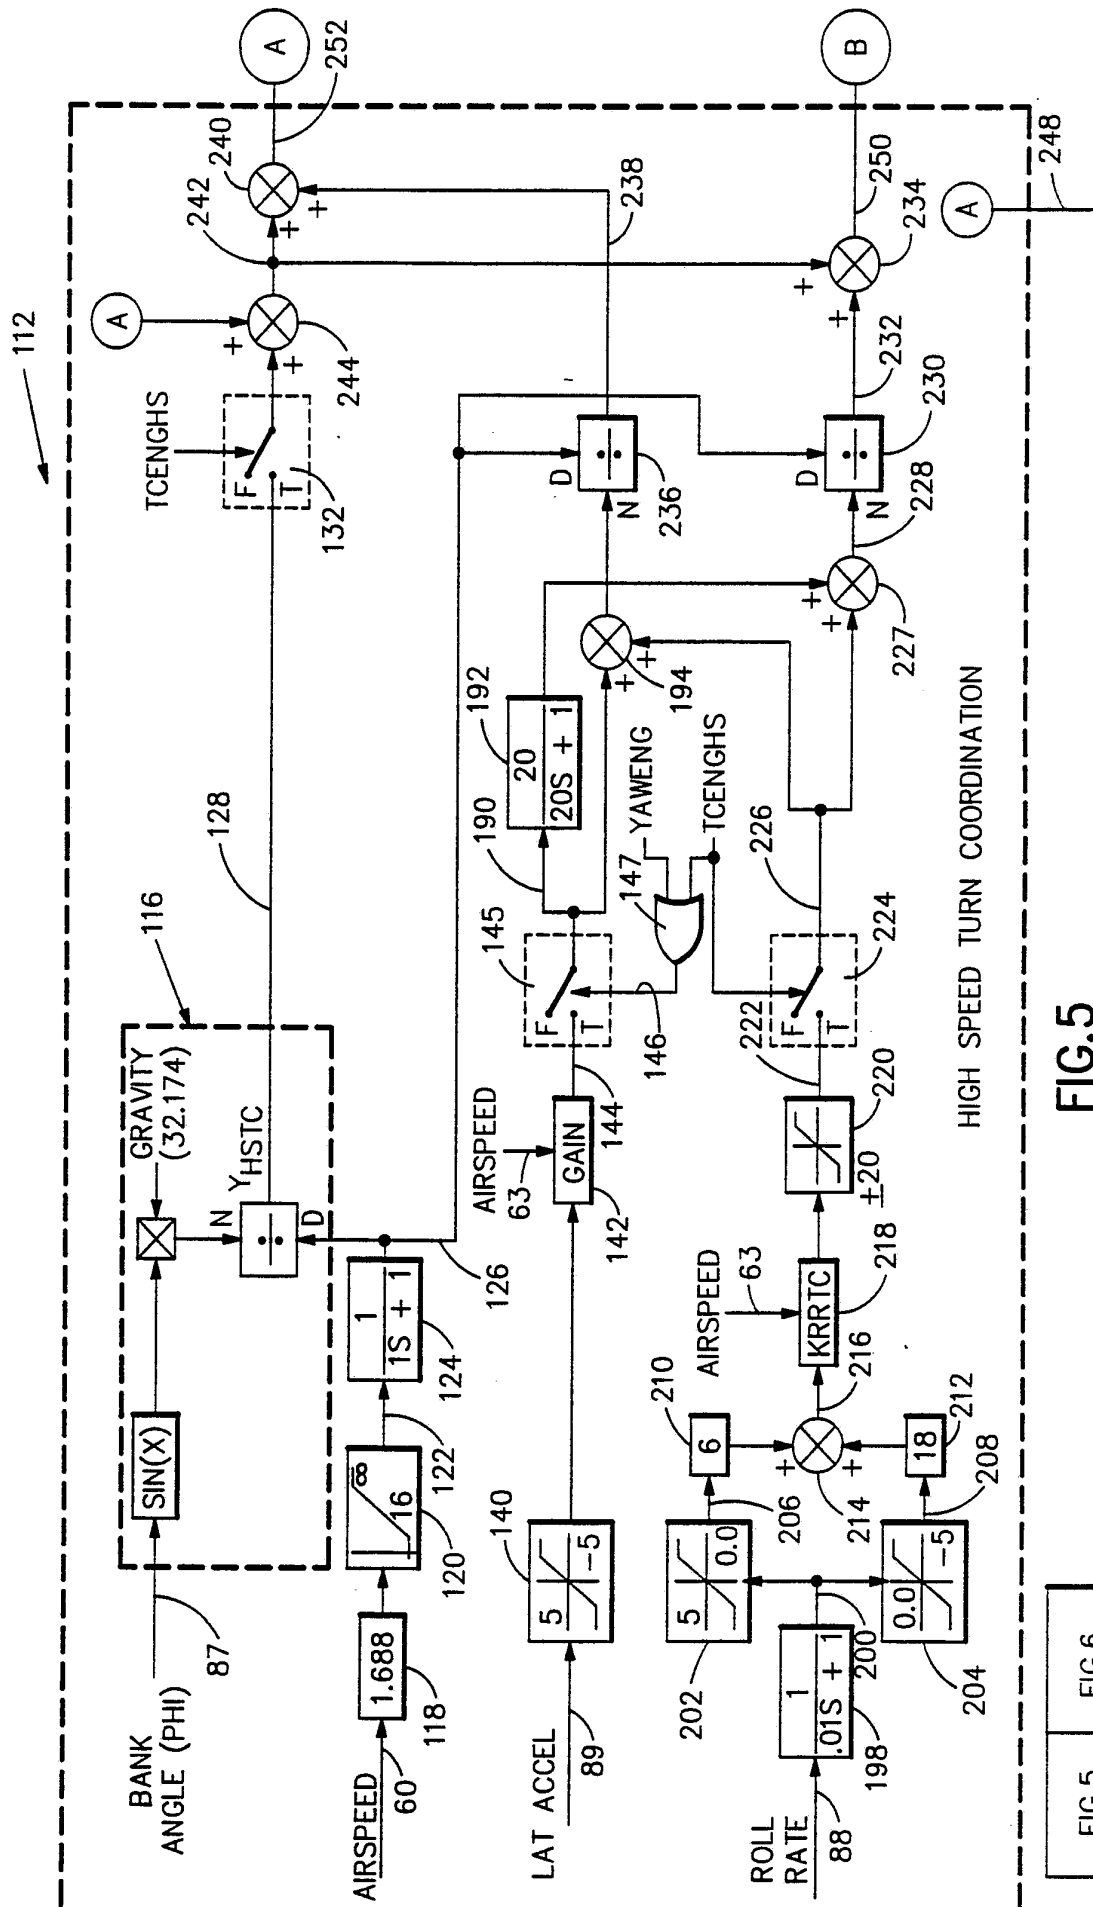 112
BANK
ANGLE (PHI)
87
SIN(X)
GRAVITY
(32.174)
116
N
D
YHSTC
128
TCENGHS
F
T
132
A
+
+
244
242
+
+
240
252
A
AIRSPEED
60
1.688
118
∞
16
120
122
1
1S + 1
124
126
LAT ACCEL
89
5
-5
140
AIRSPEED
63
GAIN
142
144
F
T
145
146
147
YAWENG
TCENGHS
190
20
20S + 1
192
+
+
194
D
N
236
238
ROLL
RATE
88
1
.01S + 1
198
200
5
0.0
202
0.0
-5
204
206
208
6
210
18
212
+
+
214
216
AIRSPEED
63
KRRTC
218
±20
220
222
F
T
224
226
+
+
227
228
D
N
230
232
+
+
234
250
B
A
248
HIGH SPEED TURN COORDINATION
FIG.5
FIG.5
FIG.6